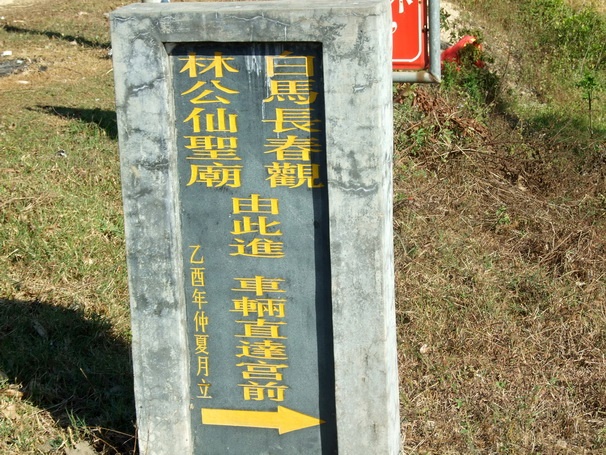 白馬長春觀
林公仙聖廟
由此進 車輛直達宮前
乙酉年仲夏月立